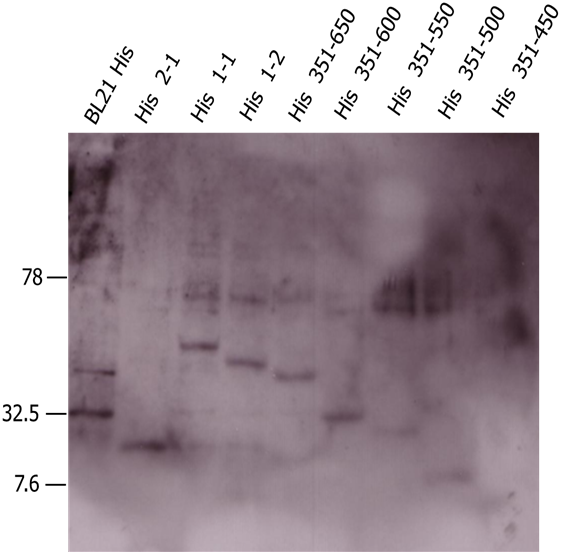 BL21 His
His 2-1
His 1-1
His 1-2
His 351-650
His 351-600
His 351-550
His 351-500
His 351-450
78
32.5
7.6